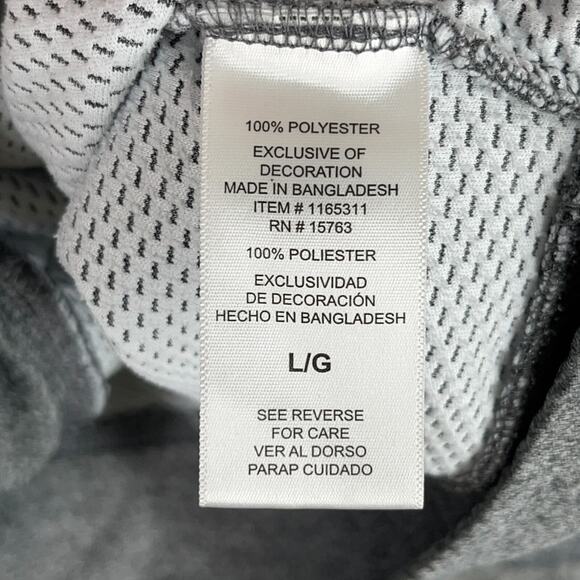 100% POLYESTER
EXCLUSIVE OF
DECORATION
MADE IN BANGLADESH
ITEM # 1165311
RN # 15763
100% POLIESTER
EXCLUSIVIDAD
DE DECORACIÓN
HECHO EN BANGLADESH
L/G
SEE REVERSE
FOR CARE
VER AL DORSO
PARAP CUIDADO